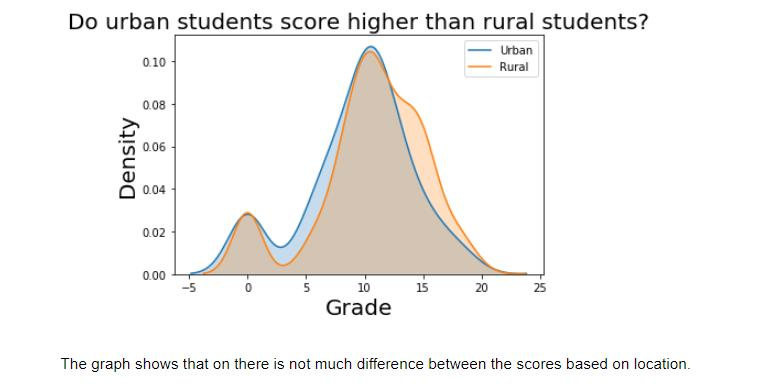 Do urban students score higher than rural students?
Urban
Rural
0.10
0.08
0.06
0.04
0.02
0.00
Density
−5 0 5 10 15 20 25
Grade
The graph shows that on there is not much difference between the scores based on location.